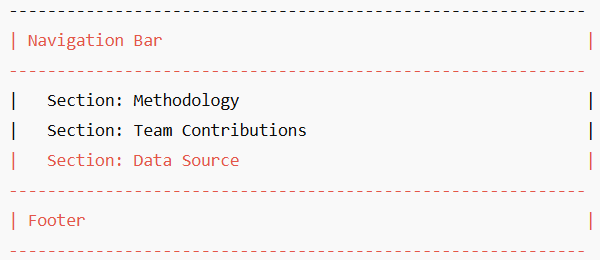 ------------------------------------------------------------
| Navigation Bar |
------------------------------------------------------------
| Section: Methodology |
| Section: Team Contributions |
| Section: Data Source |
------------------------------------------------------------
| Footer |
------------------------------------------------------------